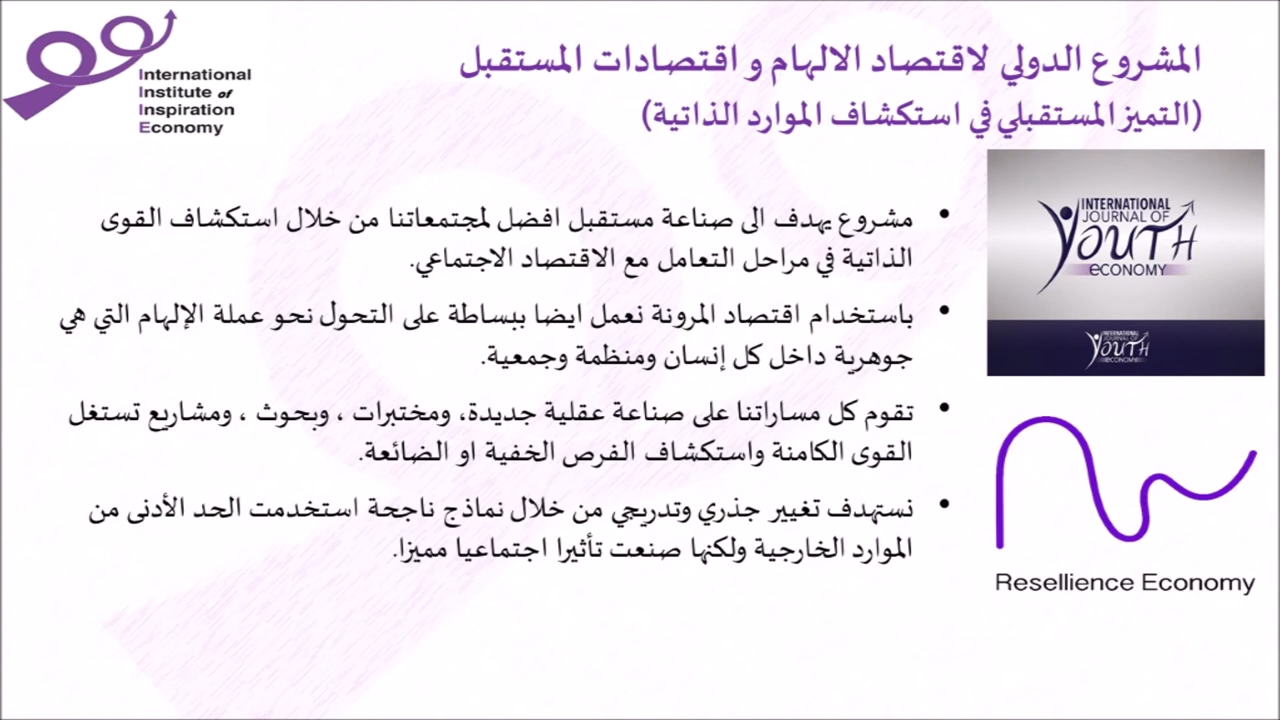 International
Institute of
Inspiration
Economy
المشروع الدولي لاقتصاد الالهام و اقتصادات المستقبل
(التميز المستقبلي في استكشاف الموارد الذاتية)
• مشروع يهدف الى صناعة مستقبل افضل لمجتمعاتنا من خلال استكشاف القوى
الذاتية في مراحل التعامل مع الاقتصاد الاجتماعي.
• باستخدام اقتصاد المرونة نعمل ايضا ببساطة على التحول نحو عملة الإلهام التي هي
جوهرية داخل كل إنسان ومنظمة وجمعية.
• تقوم كل مساراتنا على صناعة عقلية جديدة، ومختبرات ، وبحوث ، ومشاريع تستغل
القوى الكامنة واستكشاف الفرص الخفية او الضائعة.
• نستهدف تغيير جذري وتدريجي من خلال نماذج ناجحة استخدمت الحد الأدنى من
الموارد الخارجية ولكنها صنعت تأثيرا اجتماعيا مميزا.
INTERNATIONAL
JOURNAL OF
YOUTH
eCONOMY
INTERNATIONAL
JOURNAL OF
YOUTH
eCONOMY
Resellience Economy